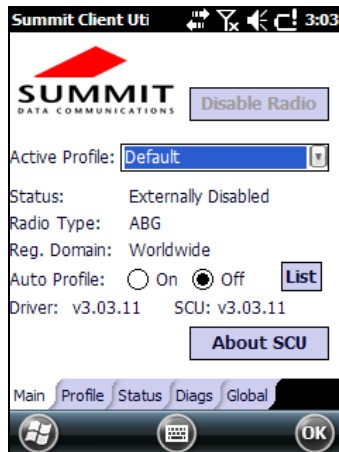 Summit Client Uti 3:03
SUMMIT
DATA COMMUNICATIONS
Disable Radio
Active Profile: Default
Status: Externally Disabled
Radio Type: ABG
Reg. Domain: Worldwide
Auto Profile: On Off List
Driver: v3.03.11 SCU: v3.03.11
About SCU
Main Profile Status Diags Global
OK